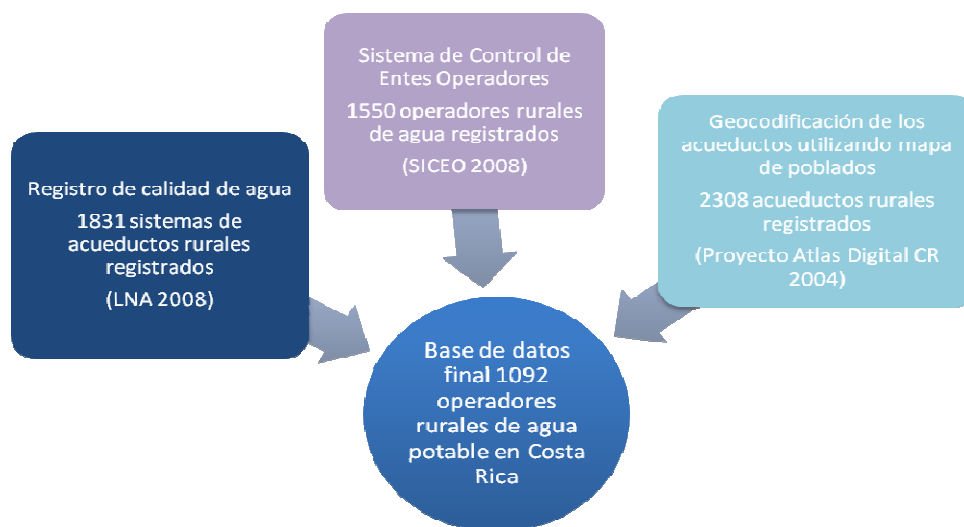 Registro de calidad de agua
1831 sistemas de
acueductos rurales
registrados
(LNA 2008)
Sistema de Control de
Entes Operadores
1550 operadores rurales
de agua registrados
(SICEO 2008)
Geocodificación de los
acueductos utilizando mapa
de poblados
2308 acueductos rurales
registrados
(Proyecto Atlas Digital CR
2004)
Base de datos
final 1092
operadores
rurales de agua
potable en Costa
Rica